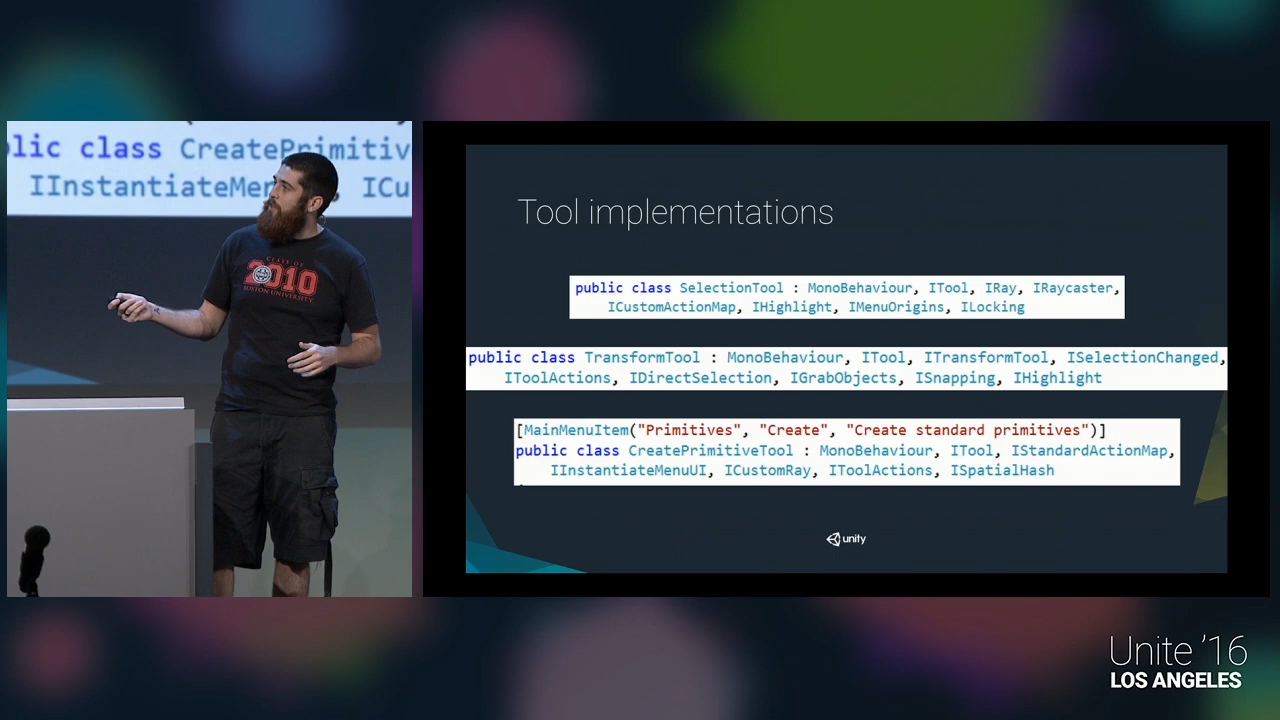 lic class CreatePrimitiv
IInstantiateMen, ICu
CLASS OF
2010
BOSTON UNIVERSITY
Tool implementations
public class SelectionTool : MonoBehaviour, ITool, IRay, IRaycaster,
ICustomActionMap, IHighlight, IMenuOrigins, ILocking
public class TransformTool : MonoBehaviour, ITool, ITransformTool, ISelectionChanged,
IToolActions, IDirectSelection, IGrabObjects, ISnapping, IHighlight
[MainMenuItem("Primitives", "Create", "Create standard primitives")]
public class CreatePrimitiveTool : MonoBehaviour, ITool, IStandardActionMap,
IInstantiateMenuUI, ICustomRay, IToolActions, ISpatialHash
unity
Unite '16
LOS ANGELES